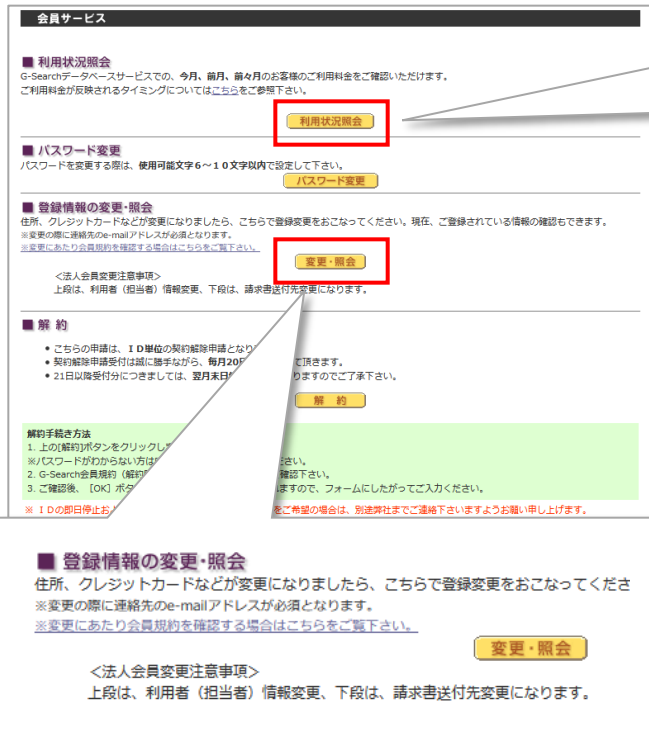 会員サービス
■ 利用状況照会
G-Searchデータベースサービスでの、今月、前月、前々月のお客様のご利用料金をご確認いただけます。
ご利用料金が反映されるタイミングについてはこちらをご参照下さい。
利用状況照会
■ パスワード変更
パスワードを変更する際は、使用可能文字６～１０文字以内で設定して下さい。
パスワード変更
■ 登録情報の変更・照会
住所、クレジットカードなどが変更になりましたら、こちらで登録変更をおこなってください。現在、ご登録されている情報の確認もできます。
※変更の際に連絡先のe-mailアドレスが必須となります。
※変更にあたり会員規約を確認する場合はこちらをご覧下さい。
変更・照会
＜法人会員変更注意事項＞
上段は、利用者（担当者）情報変更、下段は、請求書送付先変更になります。
■ 解 約
• こちらの申請は、ＩＤ単位の契約解除申請とな
• 契約解除申請受付は誠に勝手ながら、毎月20 て頂きます。
• 21日以降受付分につきましては、翌月末日 りますのでご了承下さい。
解 約
解約手続き方法
1. 上の[解約]ボタンをクリックし
※パスワードがわからない方は ださい。
2. G-Search会員規約（解約 確認下さい。
3. ご確認後、［OK］ボタ ますので、フォームにしたがってご入力ください。
※ ＩＤの即日停止お をご希望の場合は、別途弊社までご連絡下さいますようお願い申し上げます。
■ 登録情報の変更・照会
住所、クレジットカードなどが変更になりましたら、こちらで登録変更をおこなってくださ
※変更の際に連絡先のe-mailアドレスが必須となります。
※変更にあたり会員規約を確認する場合はこちらをご覧下さい。
変更・照会
＜法人会員変更注意事項＞
上段は、利用者（担当者）情報変更、下段は、請求書送付先変更になります。